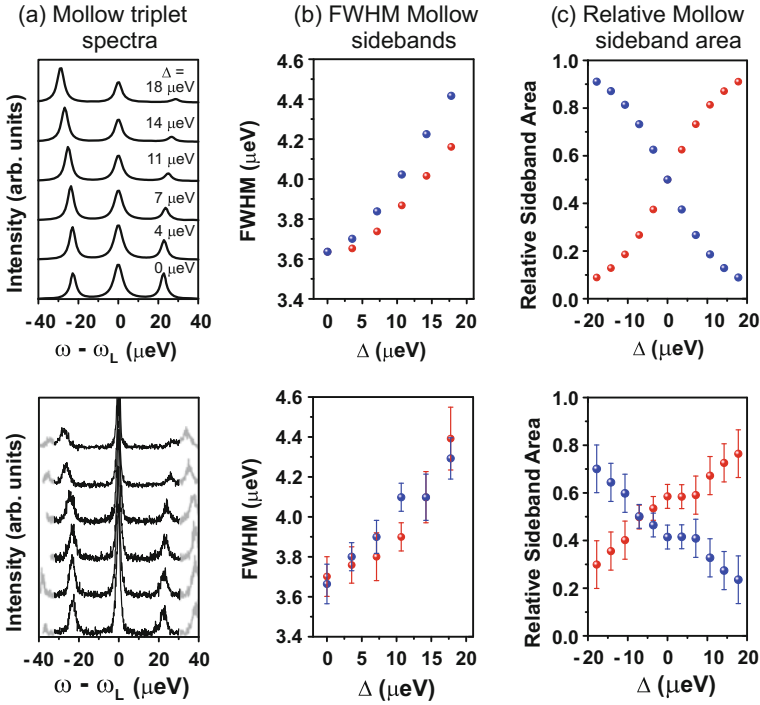 (a) Mollow triplet
spectra
(b) FWHM Mollow
sidebands
(c) Relative Mollow
sideband area
Intensity (arb. units)
Δ =
18 μeV
14 μeV
11 μeV
7 μeV
4 μeV
0 μeV
-40 -20 0 20 40
ω - ω_L (μeV)
FWHM (μeV)
4.6
4.4
4.2
4.0
3.8
3.6
3.4
0 5 10 15 20
Δ (μeV)
Relative Sideband Area
1.0
0.8
0.6
0.4
0.2
0.0
-20 -10 0 10 20
Δ (μeV)
Intensity (arb. units)
-40 -20 0 20 40
ω - ω_L (μeV)
FWHM (μeV)
4.6
4.4
4.2
4.0
3.8
3.6
3.4
0 5 10 15 20
Δ (μeV)
Relative Sideband Area
1.0
0.8
0.6
0.4
0.2
0.0
-20 -10 0 10 20
Δ (μeV)